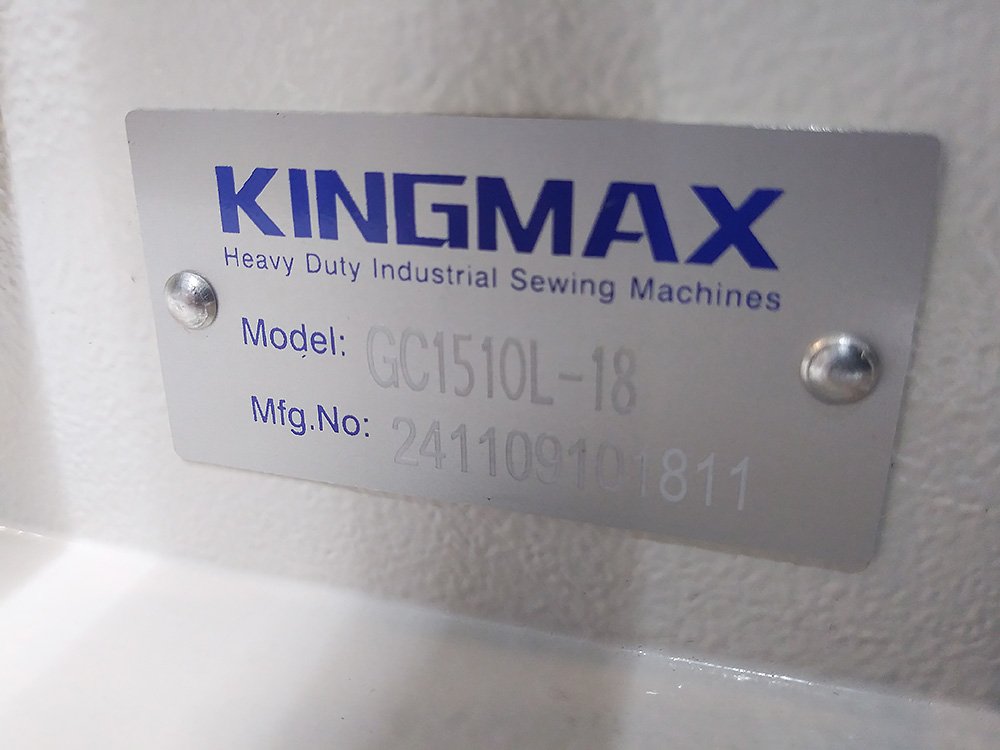 KINGMAX
Heavy Duty Industrial Sewing Machines
Model: GC1510L-18
Mfg.No: 241109101811